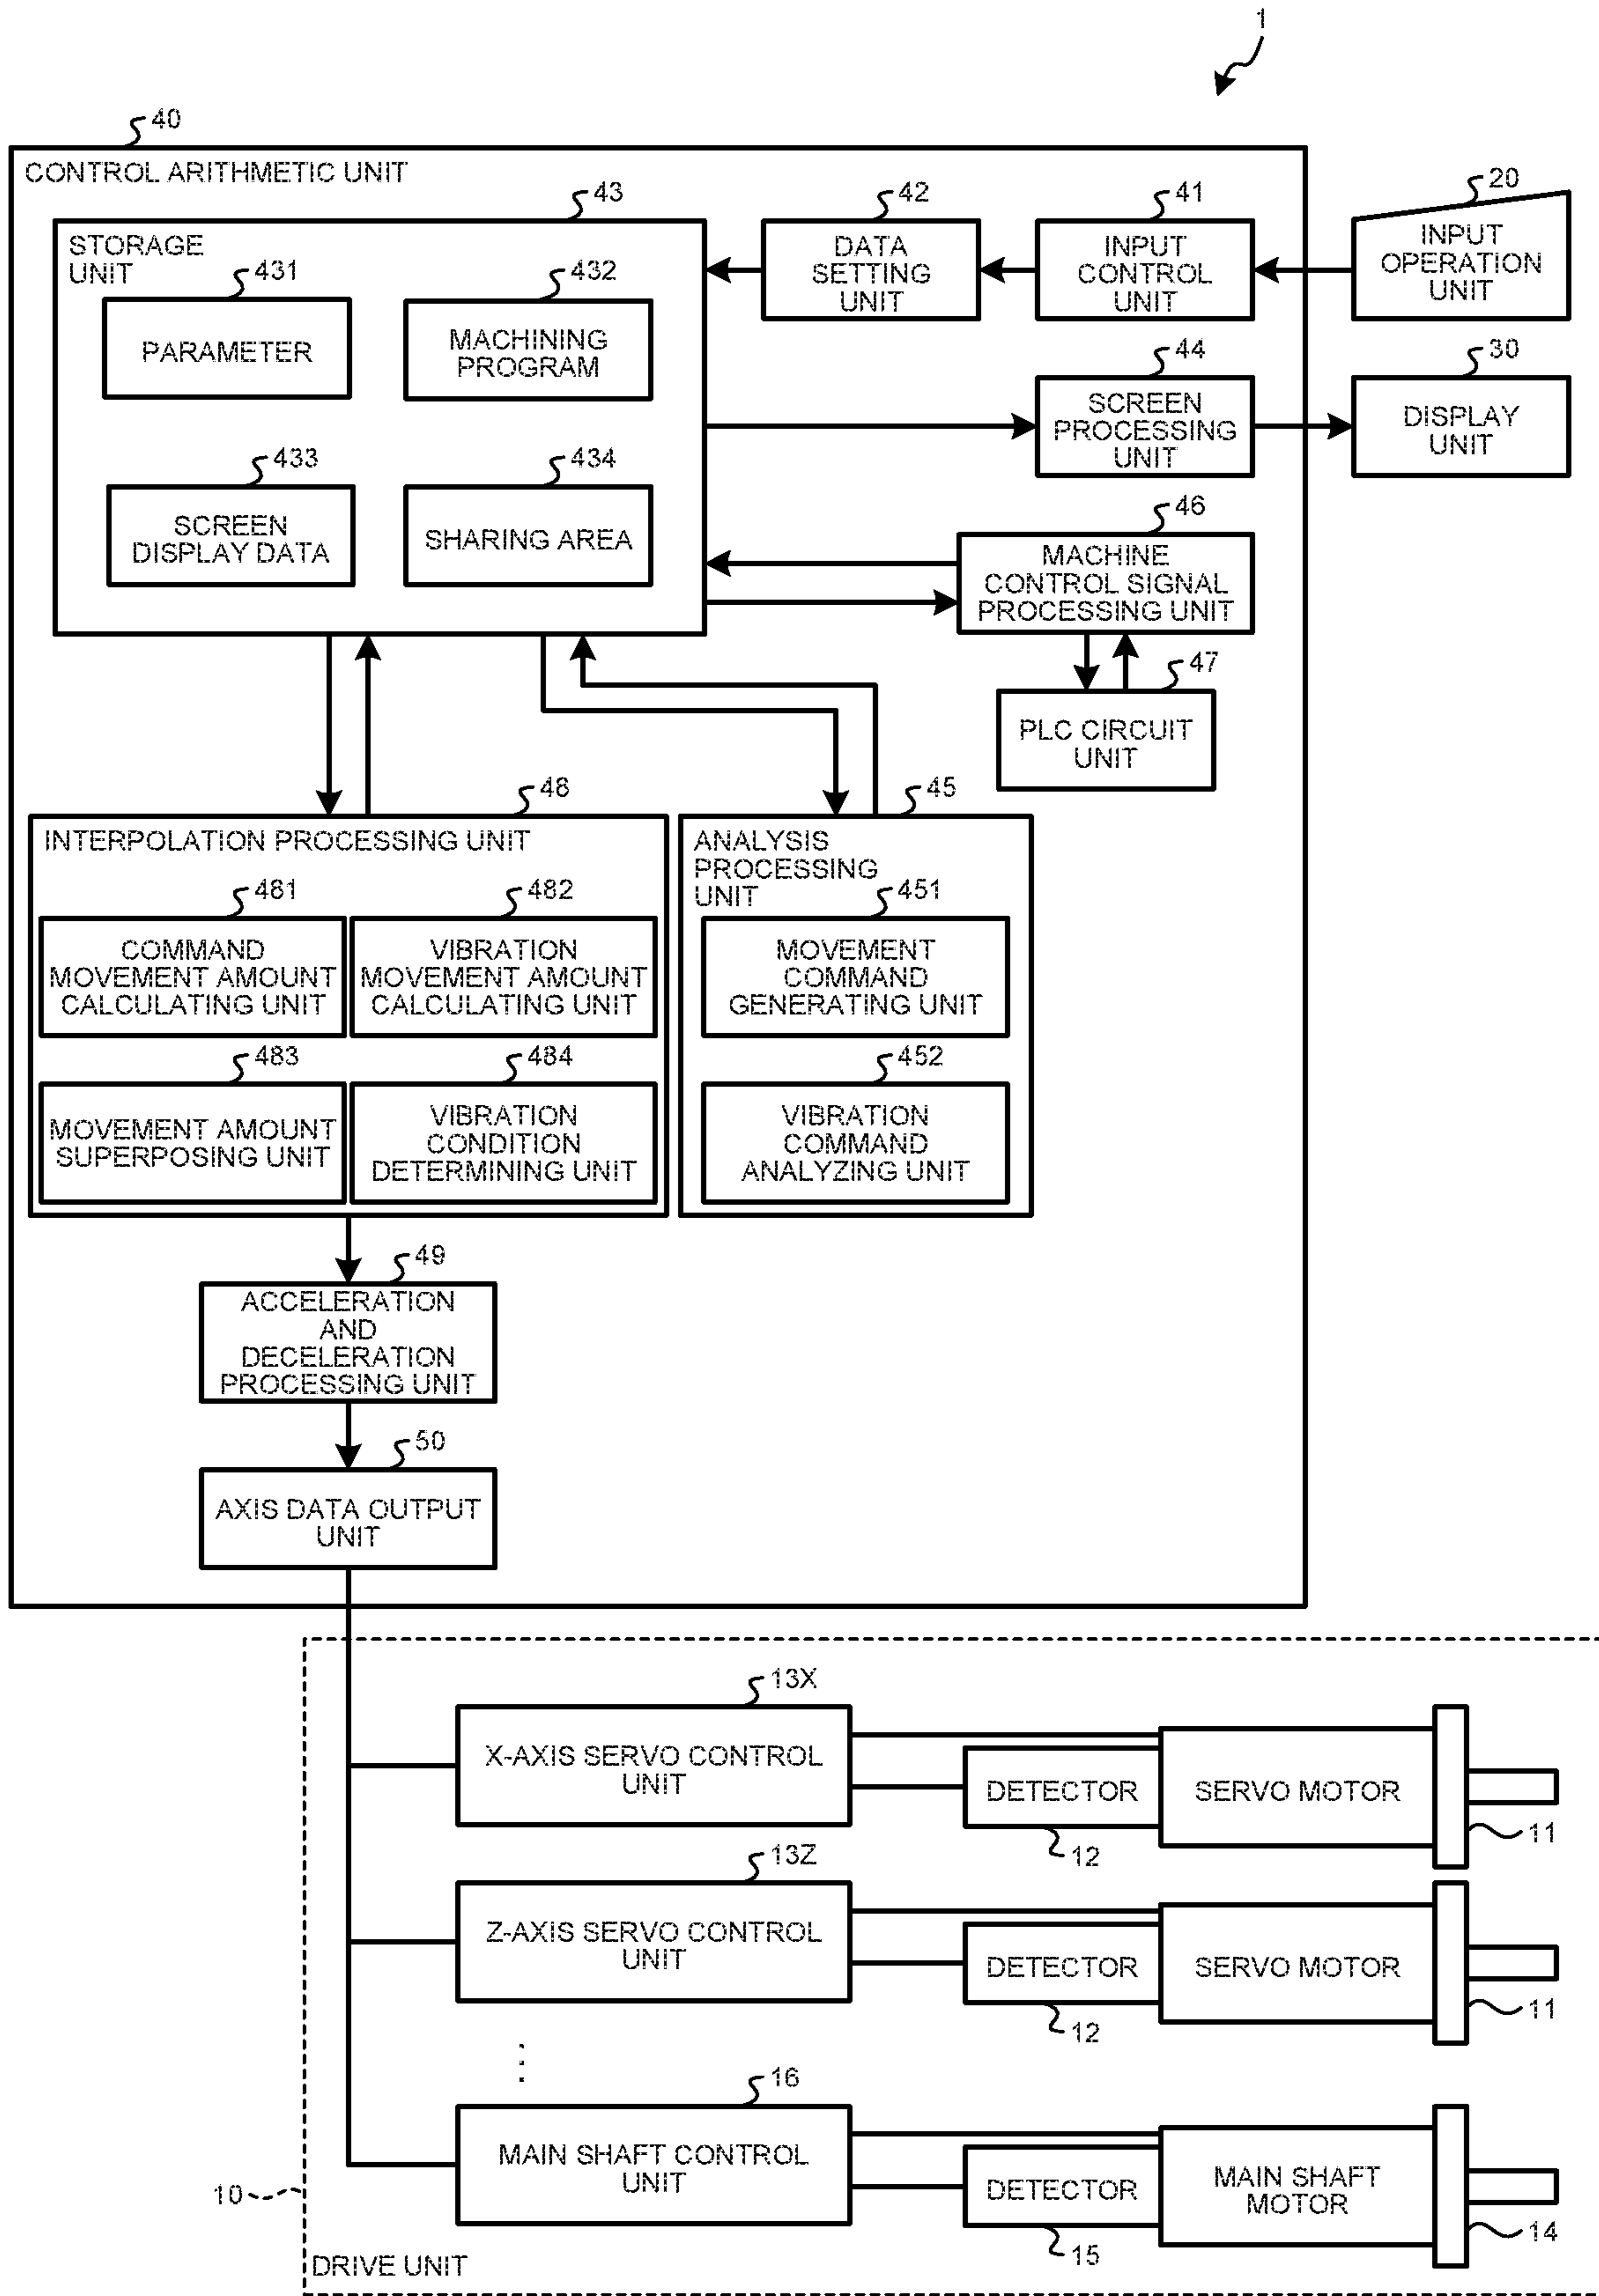 1
40
CONTROL ARITHMETIC UNIT
43
STORAGE
UNIT
431
PARAMETER
432
MACHINING
PROGRAM
433
SCREEN
DISPLAY DATA
434
SHARING AREA
42
DATA
SETTING
UNIT
41
INPUT
CONTROL
UNIT
20
INPUT
OPERATION
UNIT
44
SCREEN
PROCESSING
UNIT
30
DISPLAY
UNIT
46
MACHINE
CONTROL SIGNAL
PROCESSING UNIT
47
PLC CIRCUIT
UNIT
48
INTERPOLATION PROCESSING UNIT
481
COMMAND
MOVEMENT AMOUNT
CALCULATING UNIT
482
VIBRATION
MOVEMENT AMOUNT
CALCULATING UNIT
483
MOVEMENT AMOUNT
SUPERPOSING UNIT
484
VIBRATION
CONDITION
DETERMINING UNIT
45
ANALYSIS
PROCESSING
UNIT
451
MOVEMENT
COMMAND
GENERATING UNIT
452
VIBRATION
COMMAND
ANALYZING UNIT
49
ACCELERATION
AND
DECELERATION
PROCESSING UNIT
50
AXIS DATA OUTPUT
UNIT
13X
X-AXIS SERVO CONTROL
UNIT
DETECTOR
12
SERVO MOTOR
11
13Z
Z-AXIS SERVO CONTROL
UNIT
DETECTOR
12
SERVO MOTOR
11
16
MAIN SHAFT CONTROL
UNIT
DETECTOR
15
MAIN SHAFT
MOTOR
14
10
DRIVE UNIT